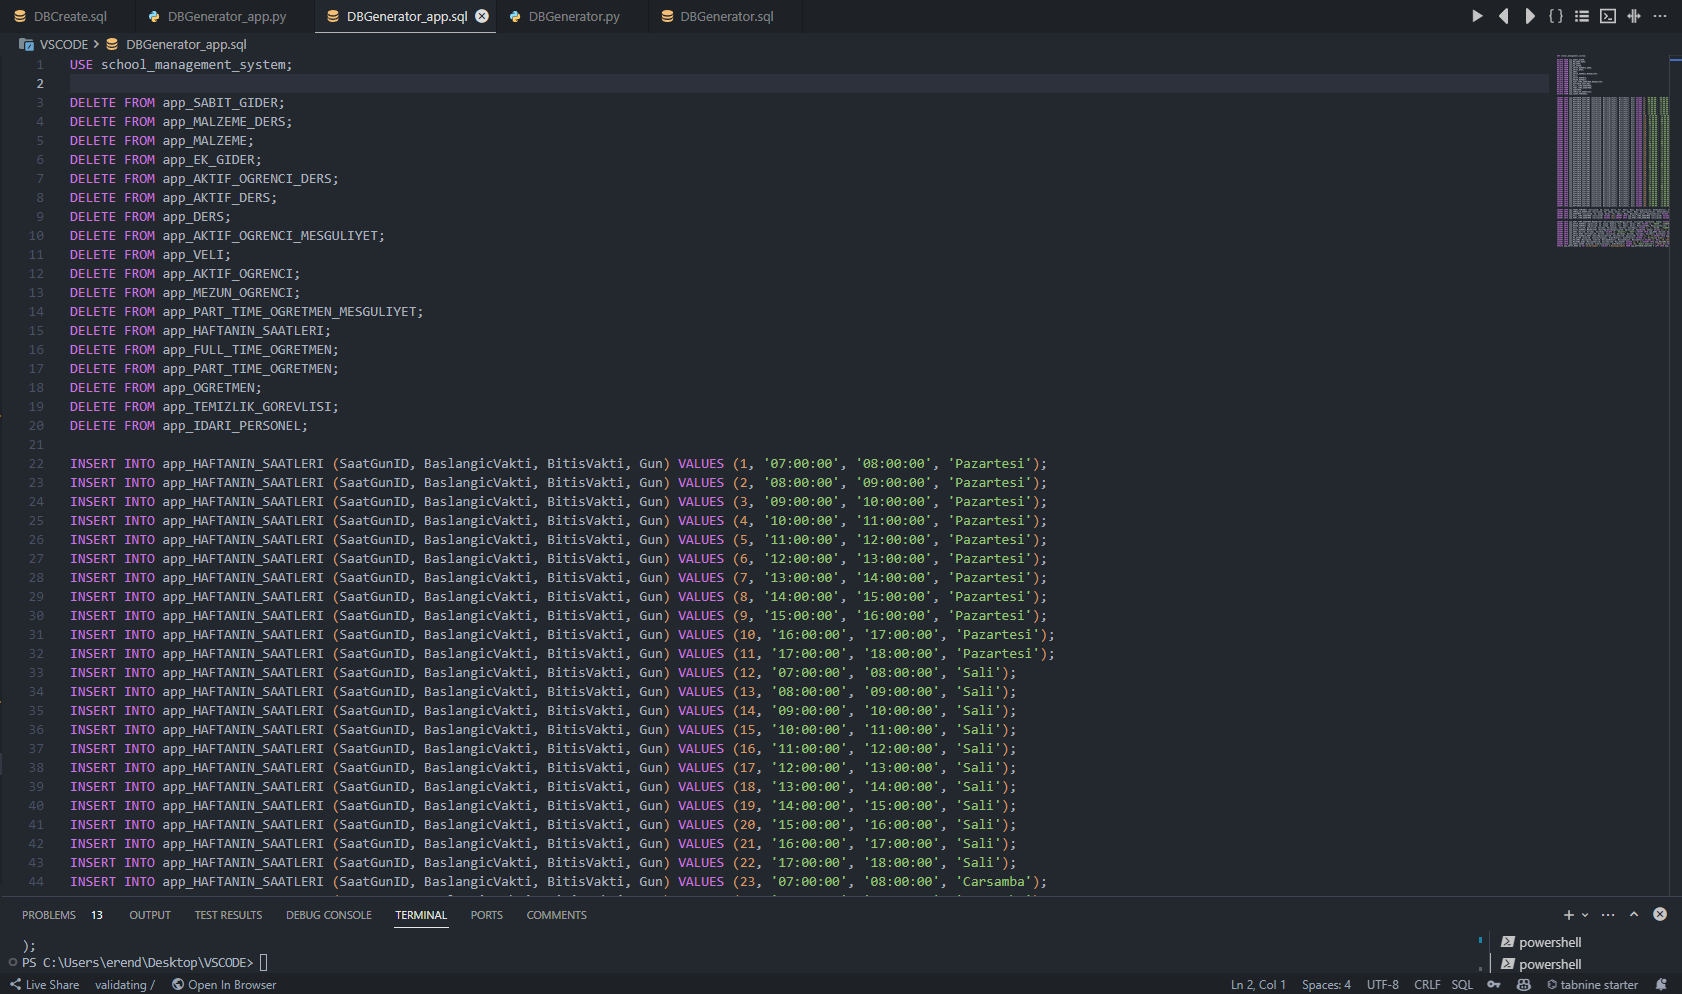 DBCreate.sql
DBGenerator_app.py
DBGenerator_app.sql
DBGenerator.py
DBGenerator.sql
VSCODE > DBGenerator_app.sql
1 USE school_management_system;
2
3 DELETE FROM app_SABIT_GIDER;
4 DELETE FROM app_MALZEME_DERS;
5 DELETE FROM app_MALZEME;
6 DELETE FROM app_EK_GIDER;
7 DELETE FROM app_AKTIF_OGRENCI_DERS;
8 DELETE FROM app_AKTIF_DERS;
9 DELETE FROM app_DERS;
10 DELETE FROM app_AKTIF_OGRENCI_MESGULIYET;
11 DELETE FROM app_VELI;
12 DELETE FROM app_AKTIF_OGRENCI;
13 DELETE FROM app_MEZUN_OGRENCI;
14 DELETE FROM app_PART_TIME_OGRETMEN_MESGULIYET;
15 DELETE FROM app_HAFTANIN_SAATLERI;
16 DELETE FROM app_FULL_TIME_OGRETMEN;
17 DELETE FROM app_PART_TIME_OGRETMEN;
18 DELETE FROM app_OGRETMEN;
19 DELETE FROM app_TEMIZLIK_GOREVLISI;
20 DELETE FROM app_IDARI_PERSONEL;
21
22 INSERT INTO app_HAFTANIN_SAATLERI (SaatGunID, BaslangicVakti, BitisVakti, Gun) VALUES (1, '07:00:00', '08:00:00', 'Pazartesi');
23 INSERT INTO app_HAFTANIN_SAATLERI (SaatGunID, BaslangicVakti, BitisVakti, Gun) VALUES (2, '08:00:00', '09:00:00', 'Pazartesi');
24 INSERT INTO app_HAFTANIN_SAATLERI (SaatGunID, BaslangicVakti, BitisVakti, Gun) VALUES (3, '09:00:00', '10:00:00', 'Pazartesi');
25 INSERT INTO app_HAFTANIN_SAATLERI (SaatGunID, BaslangicVakti, BitisVakti, Gun) VALUES (4, '10:00:00', '11:00:00', 'Pazartesi');
26 INSERT INTO app_HAFTANIN_SAATLERI (SaatGunID, BaslangicVakti, BitisVakti, Gun) VALUES (5, '11:00:00', '12:00:00', 'Pazartesi');
27 INSERT INTO app_HAFTANIN_SAATLERI (SaatGunID, BaslangicVakti, BitisVakti, Gun) VALUES (6, '12:00:00', '13:00:00', 'Pazartesi');
28 INSERT INTO app_HAFTANIN_SAATLERI (SaatGunID, BaslangicVakti, BitisVakti, Gun) VALUES (7, '13:00:00', '14:00:00', 'Pazartesi');
29 INSERT INTO app_HAFTANIN_SAATLERI (SaatGunID, BaslangicVakti, BitisVakti, Gun) VALUES (8, '14:00:00', '15:00:00', 'Pazartesi');
30 INSERT INTO app_HAFTANIN_SAATLERI (SaatGunID, BaslangicVakti, BitisVakti, Gun) VALUES (9, '15:00:00', '16:00:00', 'Pazartesi');
31 INSERT INTO app_HAFTANIN_SAATLERI (SaatGunID, BaslangicVakti, BitisVakti, Gun) VALUES (10, '16:00:00', '17:00:00', 'Pazartesi');
32 INSERT INTO app_HAFTANIN_SAATLERI (SaatGunID, BaslangicVakti, BitisVakti, Gun) VALUES (11, '17:00:00', '18:00:00', 'Pazartesi');
33 INSERT INTO app_HAFTANIN_SAATLERI (SaatGunID, BaslangicVakti, BitisVakti, Gun) VALUES (12, '07:00:00', '08:00:00', 'Sali');
34 INSERT INTO app_HAFTANIN_SAATLERI (SaatGunID, BaslangicVakti, BitisVakti, Gun) VALUES (13, '08:00:00', '09:00:00', 'Sali');
35 INSERT INTO app_HAFTANIN_SAATLERI (SaatGunID, BaslangicVakti, BitisVakti, Gun) VALUES (14, '09:00:00', '10:00:00', 'Sali');
36 INSERT INTO app_HAFTANIN_SAATLERI (SaatGunID, BaslangicVakti, BitisVakti, Gun) VALUES (15, '10:00:00', '11:00:00', 'Sali');
37 INSERT INTO app_HAFTANIN_SAATLERI (SaatGunID, BaslangicVakti, BitisVakti, Gun) VALUES (16, '11:00:00', '12:00:00', 'Sali');
38 INSERT INTO app_HAFTANIN_SAATLERI (SaatGunID, BaslangicVakti, BitisVakti, Gun) VALUES (17, '12:00:00', '13:00:00', 'Sali');
39 INSERT INTO app_HAFTANIN_SAATLERI (SaatGunID, BaslangicVakti, BitisVakti, Gun) VALUES (18, '13:00:00', '14:00:00', 'Sali');
40 INSERT INTO app_HAFTANIN_SAATLERI (SaatGunID, BaslangicVakti, BitisVakti, Gun) VALUES (19, '14:00:00', '15:00:00', 'Sali');
41 INSERT INTO app_HAFTANIN_SAATLERI (SaatGunID, BaslangicVakti, BitisVakti, Gun) VALUES (20, '15:00:00', '16:00:00', 'Sali');
42 INSERT INTO app_HAFTANIN_SAATLERI (SaatGunID, BaslangicVakti, BitisVakti, Gun) VALUES (21, '16:00:00', '17:00:00', 'Sali');
43 INSERT INTO app_HAFTANIN_SAATLERI (SaatGunID, BaslangicVakti, BitisVakti, Gun) VALUES (22, '17:00:00', '18:00:00', 'Sali');
44 INSERT INTO app_HAFTANIN_SAATLERI (SaatGunID, BaslangicVakti, BitisVakti, Gun) VALUES (23, '07:00:00', '08:00:00', 'Carsamba');
PROBLEMS 13 OUTPUT TEST RESULTS DEBUG CONSOLE TERMINAL PORTS COMMENTS
);
PS C:\Users\erend\Desktop\VSCODE>
powershell
powershell
Live Share validating / Open In Browser Ln 2, Col 1 Spaces: 4 UTF-8 CRLF SQL tabnine starter